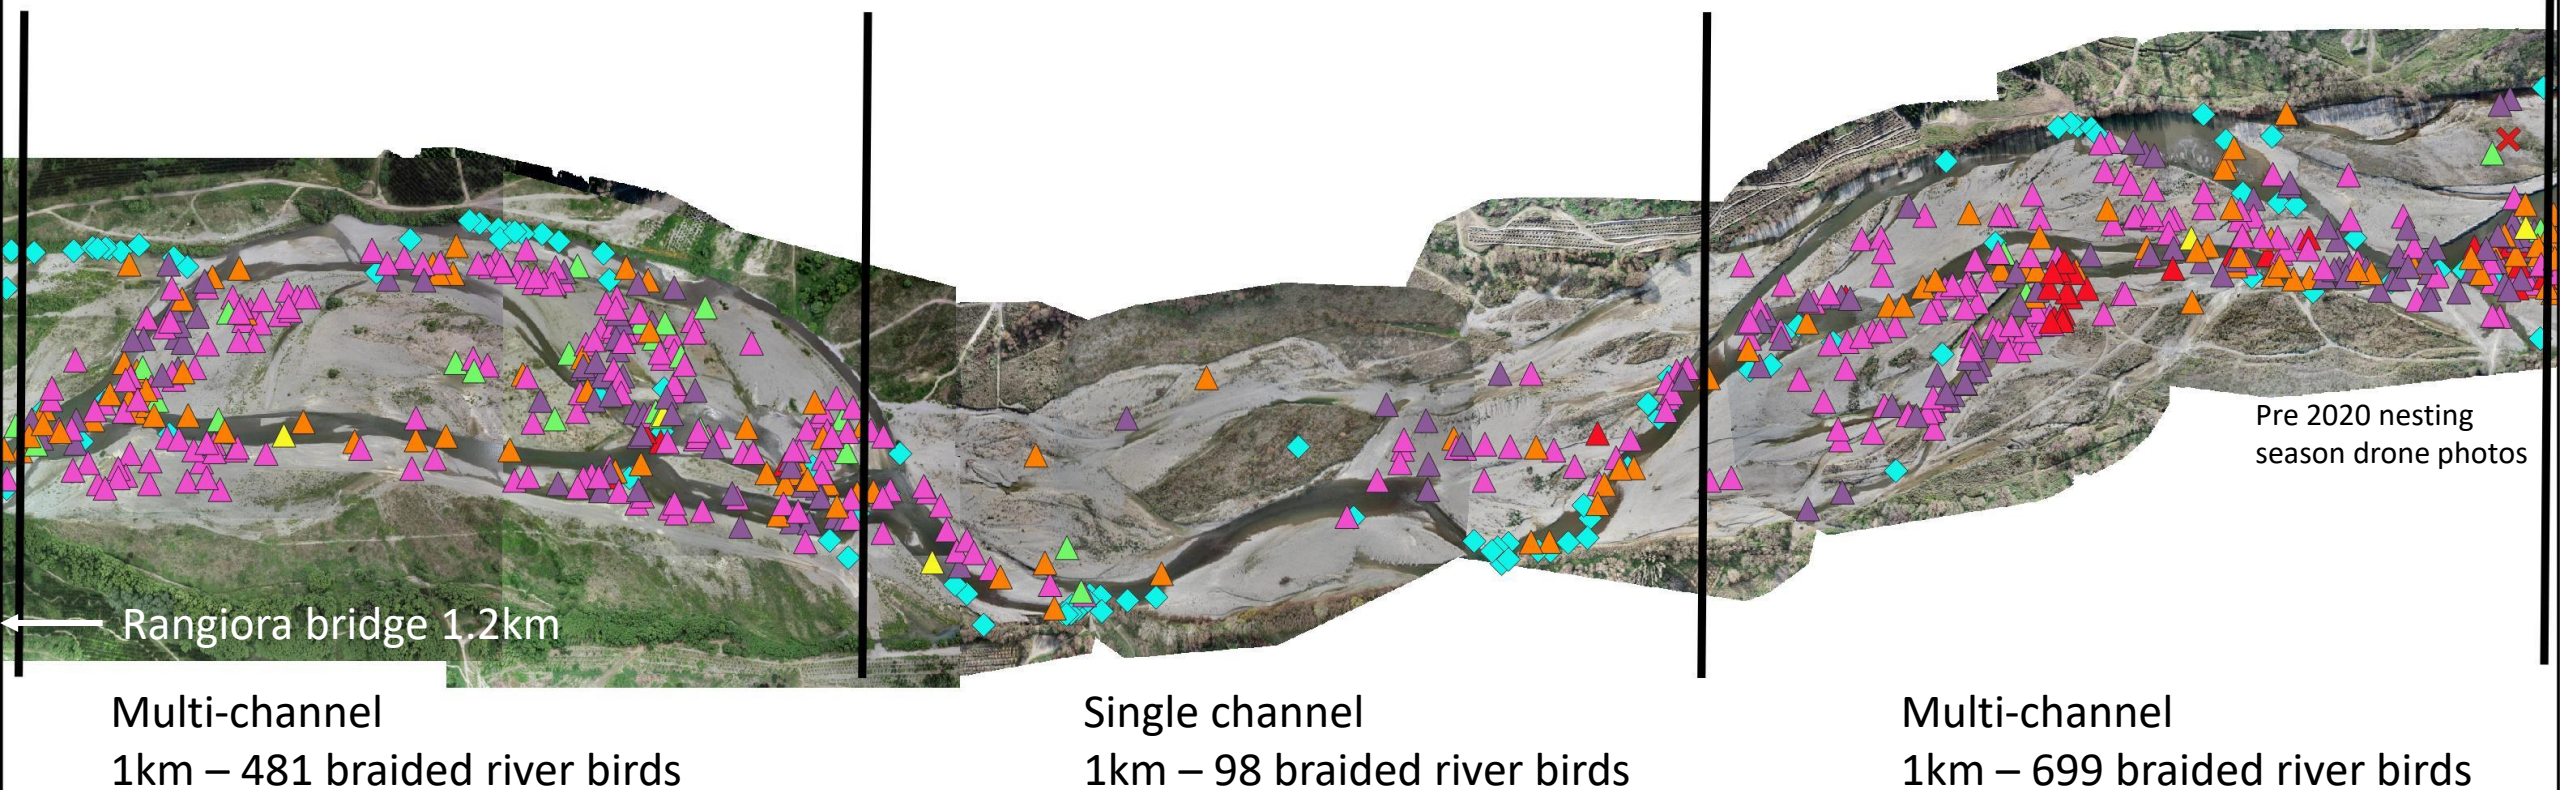 Pre 2020 nesting
season drone photos
Rangiora bridge 1.2km
Multi-channel
1km – 481 braided river birds
Single channel
1km – 98 braided river birds
Multi-channel
1km – 699 braided river birds